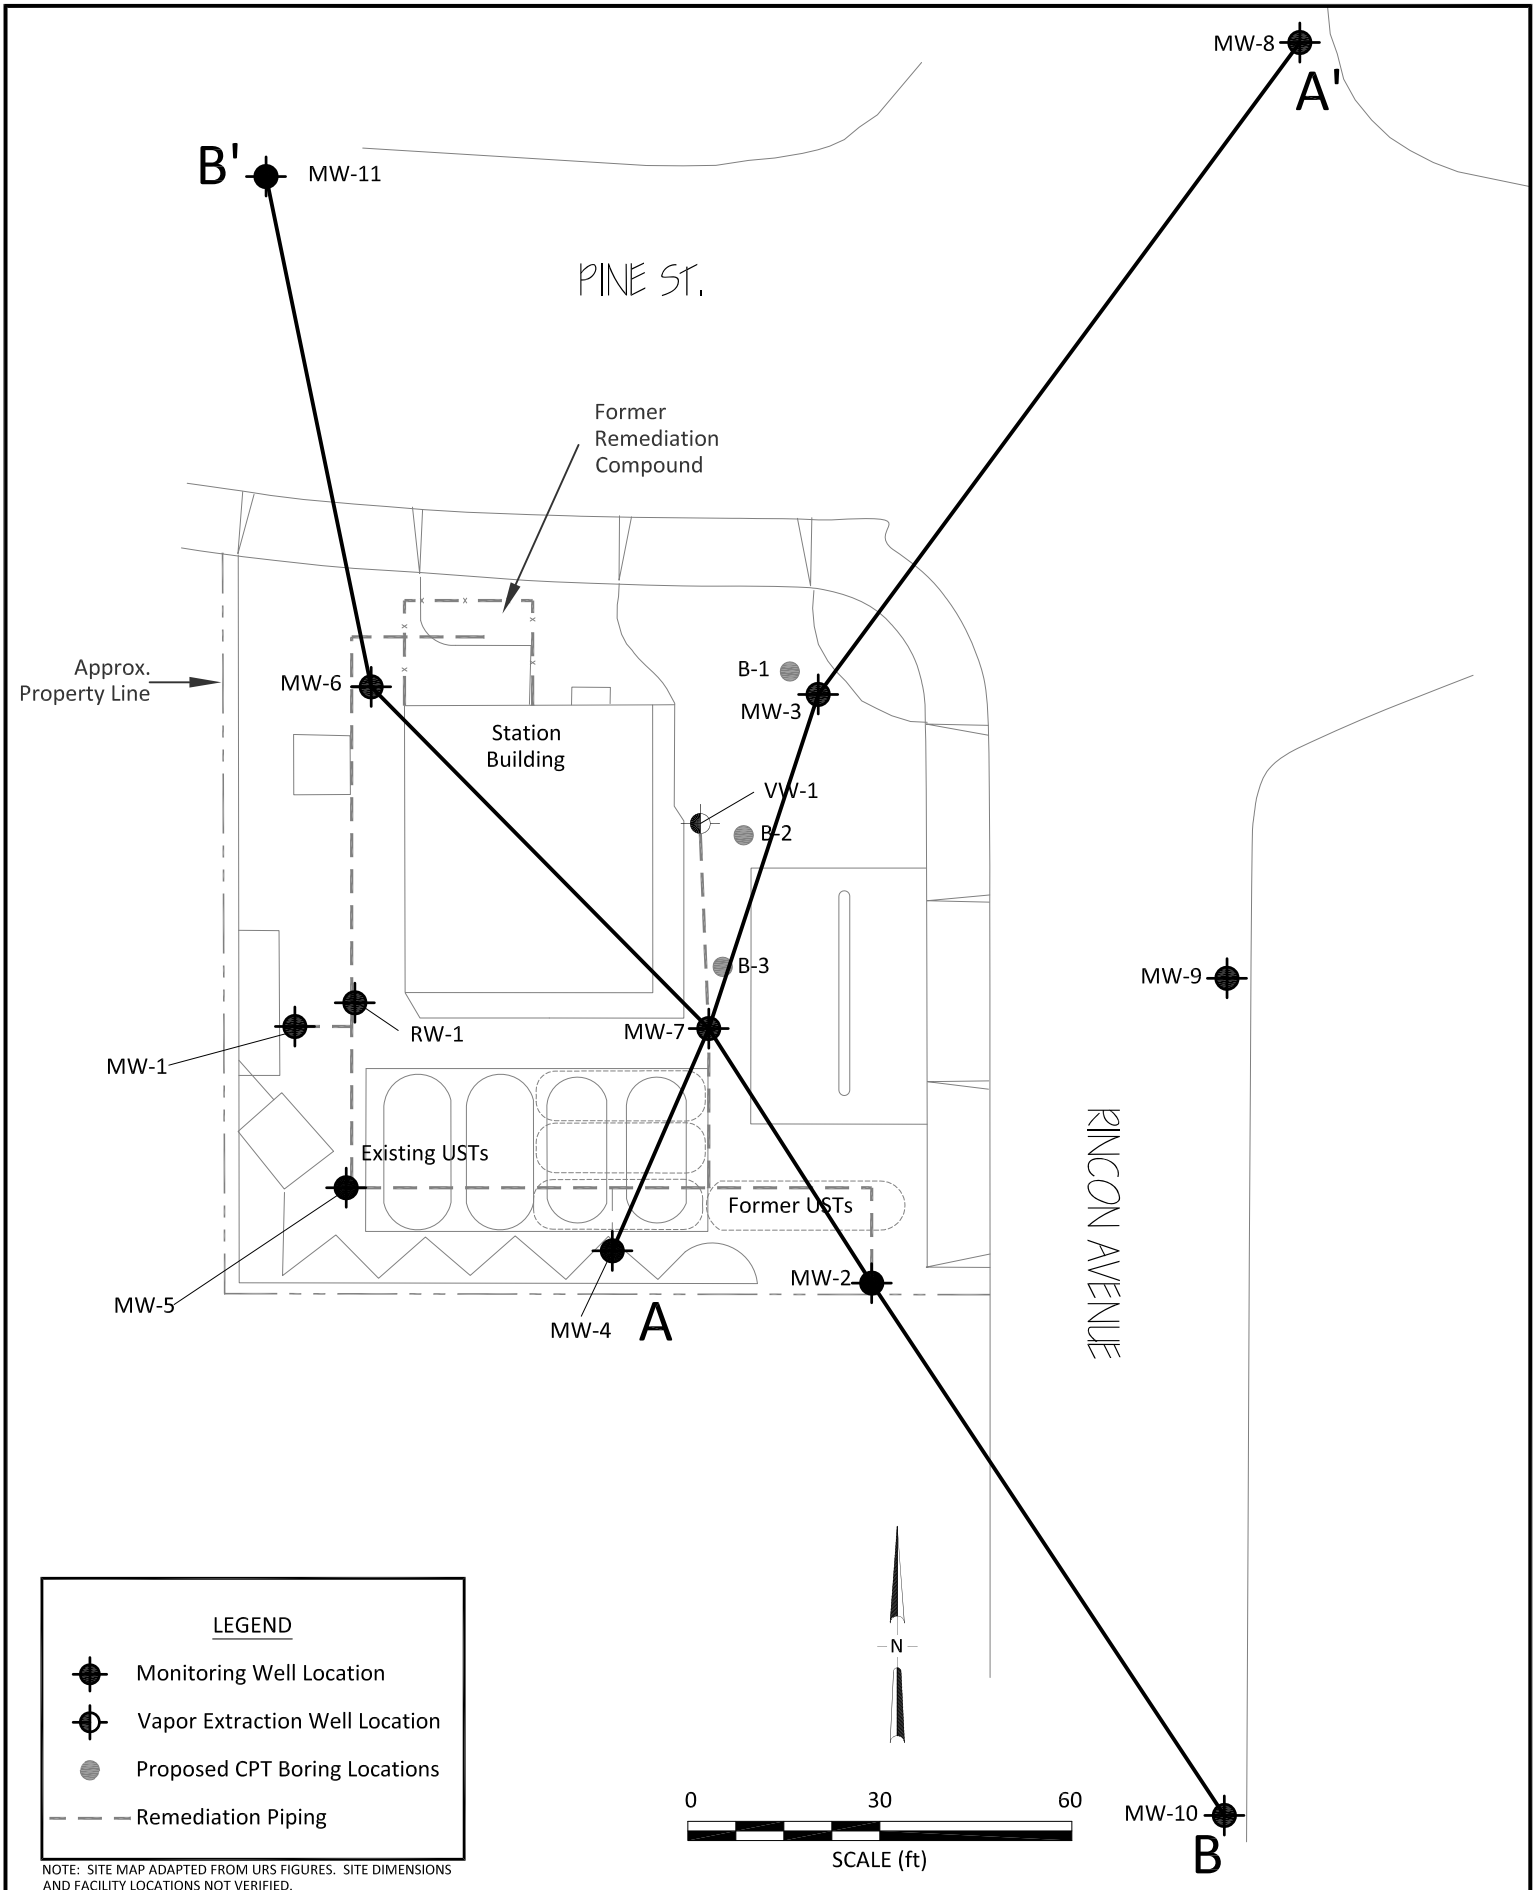 MW-8
A'
B'
MW-11
PINE ST.
Former
Remediation
Compound
Approx.
Property Line
MW-6
B-1
MW-3
Station
Building
VW-1
B-2
B-3
MW-9
MW-7
RW-1
MW-1
Existing USTs
Former USTs
RINCON AVENUE
MW-2
MW-5
MW-4
A
LEGEND
Monitoring Well Location
Vapor Extraction Well Location
Proposed CPT Boring Locations
Remediation Piping
N
0 30 60
SCALE (ft)
MW-10
B
NOTE: SITE MAP ADAPTED FROM URS FIGURES. SITE DIMENSIONS
AND FACILITY LOCATIONS NOT VERIFIED.